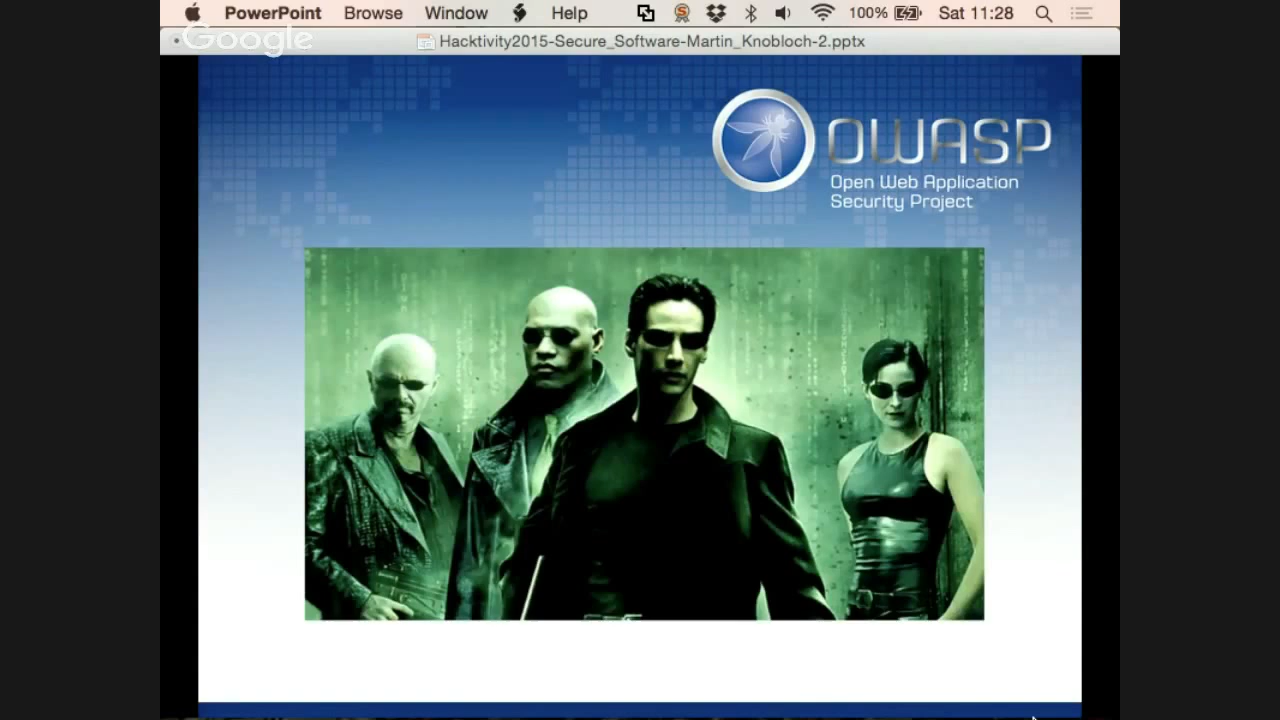 PowerPoint Browse Window Help 100% Sat 11:28
Google
Hacktivity2015-Secure_Software-Martin_Knobloch-2.pptx
OWASP
Open Web Application
Security Project